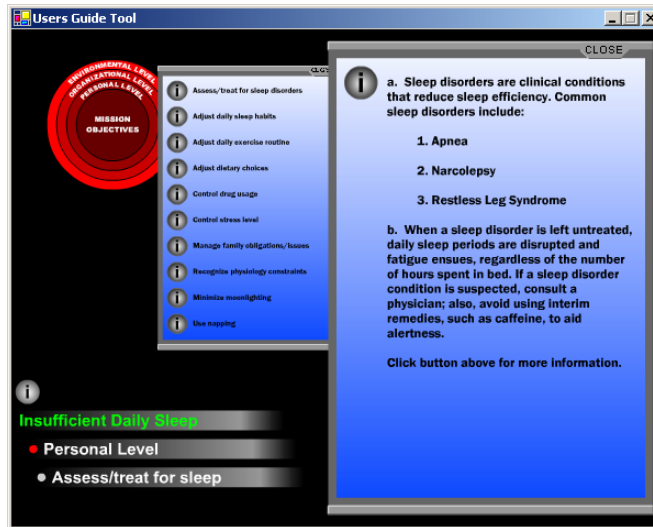 Users Guide Tool
ENVIRONMENTAL LEVEL
ORGANIZATIONAL LEVEL
PERSONAL LEVEL
MISSION
OBJECTIVES
Assess/treat for sleep disorders
Adjust daily sleep habits
Adjust daily exercise routine
Adjust dietary choices
Control drug usage
Control stress level
Manage family obligations/issues
Recognize physiology constraints
Minimize moonlighting
Use napping
CLOSE
a. Sleep disorders are clinical conditions
that reduce sleep efficiency. Common
sleep disorders include:
1. Apnea
2. Narcolepsy
3. Restless Leg Syndrome
b. When a sleep disorder is left untreated,
daily sleep periods are disrupted and
fatigue ensues, regardless of the number
of hours spent in bed. If a sleep disorder
condition is suspected, consult a
physician; also, avoid using interim
remedies, such as caffeine, to aid
alertness.
Click button above for more information.
Insufficient Daily Sleep
Personal Level
Assess/treat for sleep